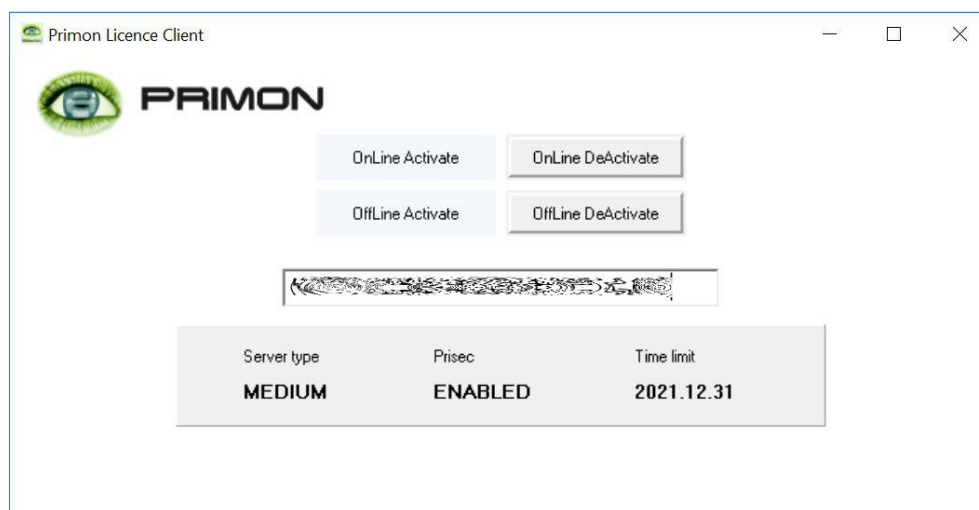 Primon Licence Client
PRIMON
OnLine Activate OnLine DeActivate
OffLine Activate OffLine DeActivate
Server type Prisec Time limit
MEDIUM ENABLED 2021.12.31